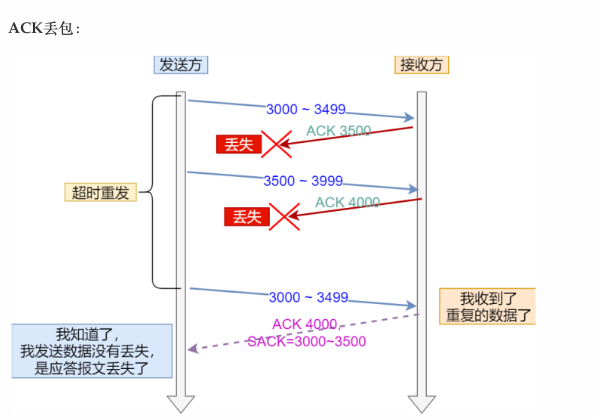 ACK丢包：
发送方
接收方
3000 ~ 3499
ACK 3500
丢失
3500 ~ 3999
超时重发
ACK 4000
丢失
3000 ~ 3499
我收到了
重复的数据了
ACK 4000,
SACK=3000~3500
我知道了，
我发送数据没有丢失，
是应答报文丢失了